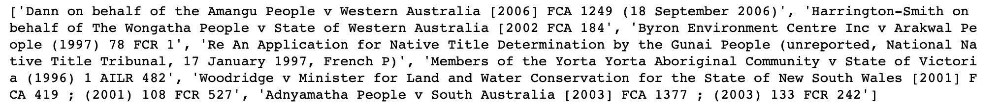 ['Dann on behalf of the Amangu People v Western Australia [2006] FCA 1249 (18 September 2006)', 'Harrington-Smith on
behalf of The Wongatha People v State of Western Australia [2002 FCA 184', 'Byron Environment Centre Inc v Arakwal Pe
ople (1997) 78 FCR 1', 'Re An Application for Native Title Determination by the Gunai People (unreported, National Na
tive Title Tribunal, 17 January 1997, French P)', 'Members of the Yorta Yorta Aboriginal Community v State of Victori
a (1996) 1 AILR 482', 'Woodridge v Minister for Land and Water Conservation for the State of New South Wales [2001] F
CA 419 ; (2001) 108 FCR 527', 'Adnyamatha People v South Australia [2003] FCA 1377 ; (2003) 133 FCR 242']